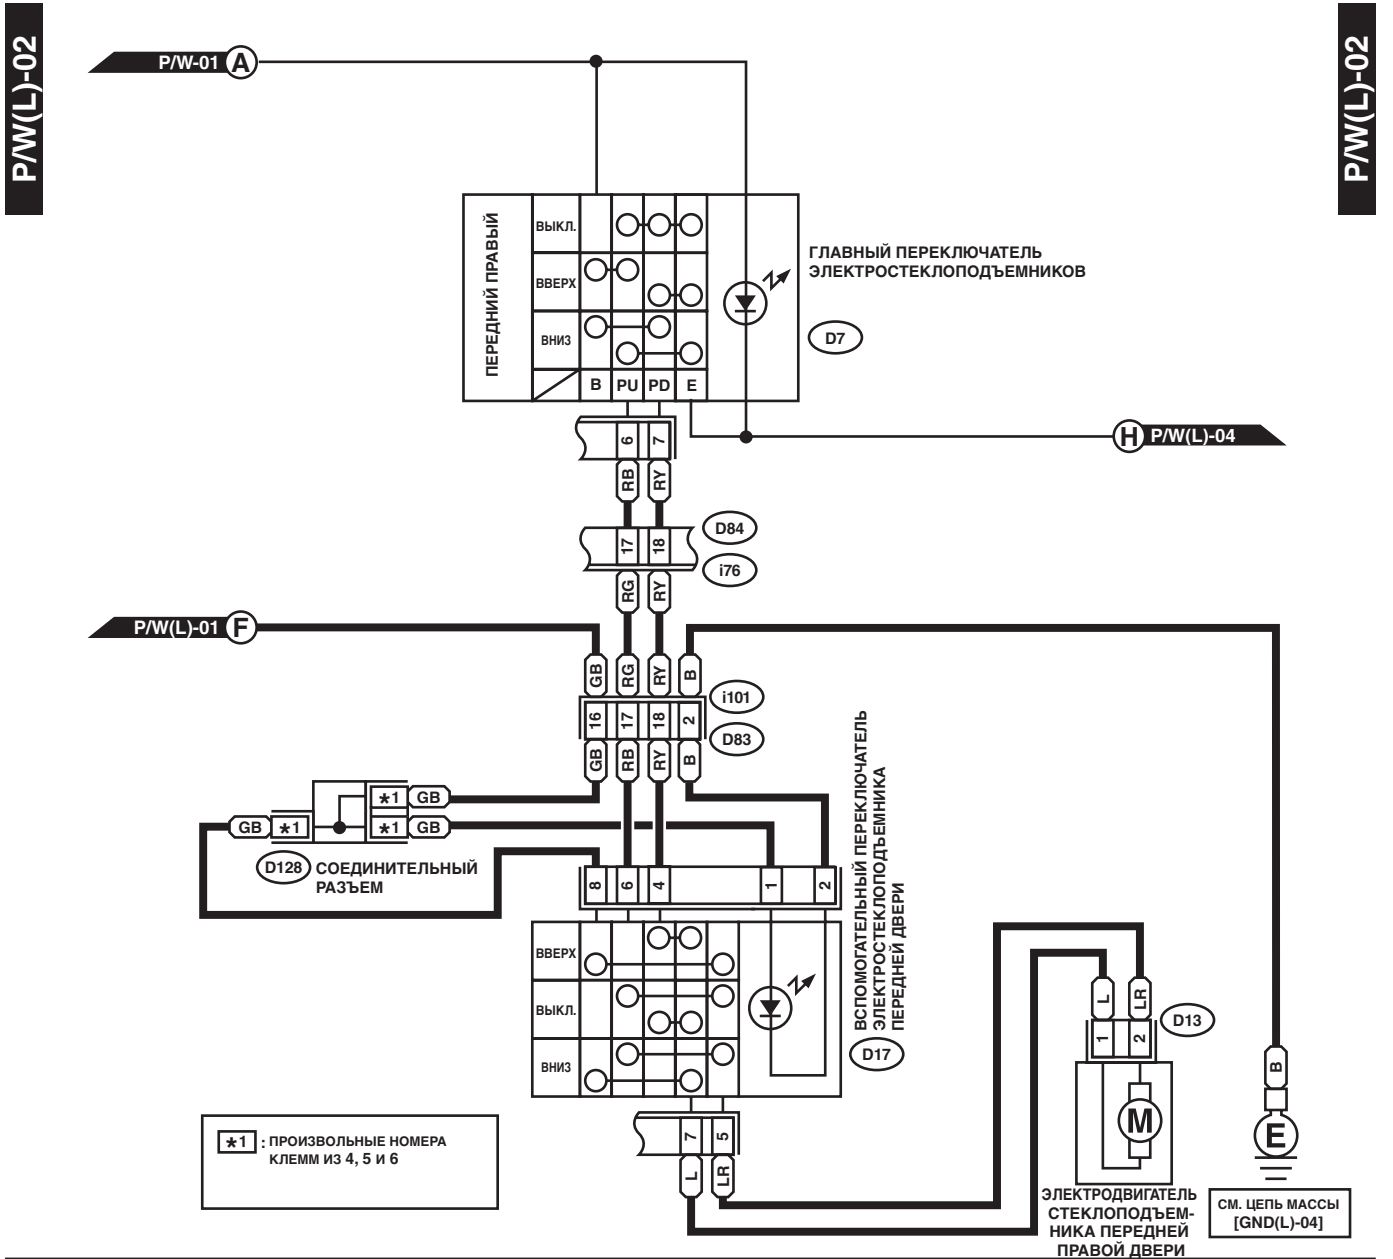 P/W(L)-02
P/W(L)-02
P/W-01 A
ПЕРЕДНИЙ ПРАВЫЙ
ВЫКЛ.
ВВЕРХ
ВНИЗ
B PU PD E
ГЛАВНЫЙ ПЕРЕКЛЮЧАТЕЛЬ
ЭЛЕКТРОСТЕКЛОПОДЪЕМНИКОВ
D7
6 7
H P/W(L)-04
RB RY
17 18
D84
i76
RG RY
P/W(L)-01 F
GB RG RY B
i101
16 17 18 2
D83
GB RB RY B
*1 GB
GB *1
*1 GB
D128 СОЕДИНИТЕЛЬНЫЙ
РАЗЪЕМ
8 6 4 1 2
ВСПОМОГАТЕЛЬНЫЙ ПЕРЕКЛЮЧАТЕЛЬ
ЭЛЕКТРОСТЕКЛОПОДЪЕМНИКА
ПЕРЕДНЕЙ ДВЕРИ
D17
ВВЕРХ
ВЫКЛ.
ВНИЗ
7 5
L LR
L LR
1 2
D13
M
ЭЛЕКТРОДВИГАТЕЛЬ
СТЕКЛОПОДЪЕМ-
НИКА ПЕРЕДНЕЙ
ПРАВОЙ ДВЕРИ
B
E
СМ. ЦЕПЬ МАССЫ
[GND(L)-04]
*1 : ПРОИЗВОЛЬНЫЕ НОМЕРА
КЛЕММ ИЗ 4, 5 И 6